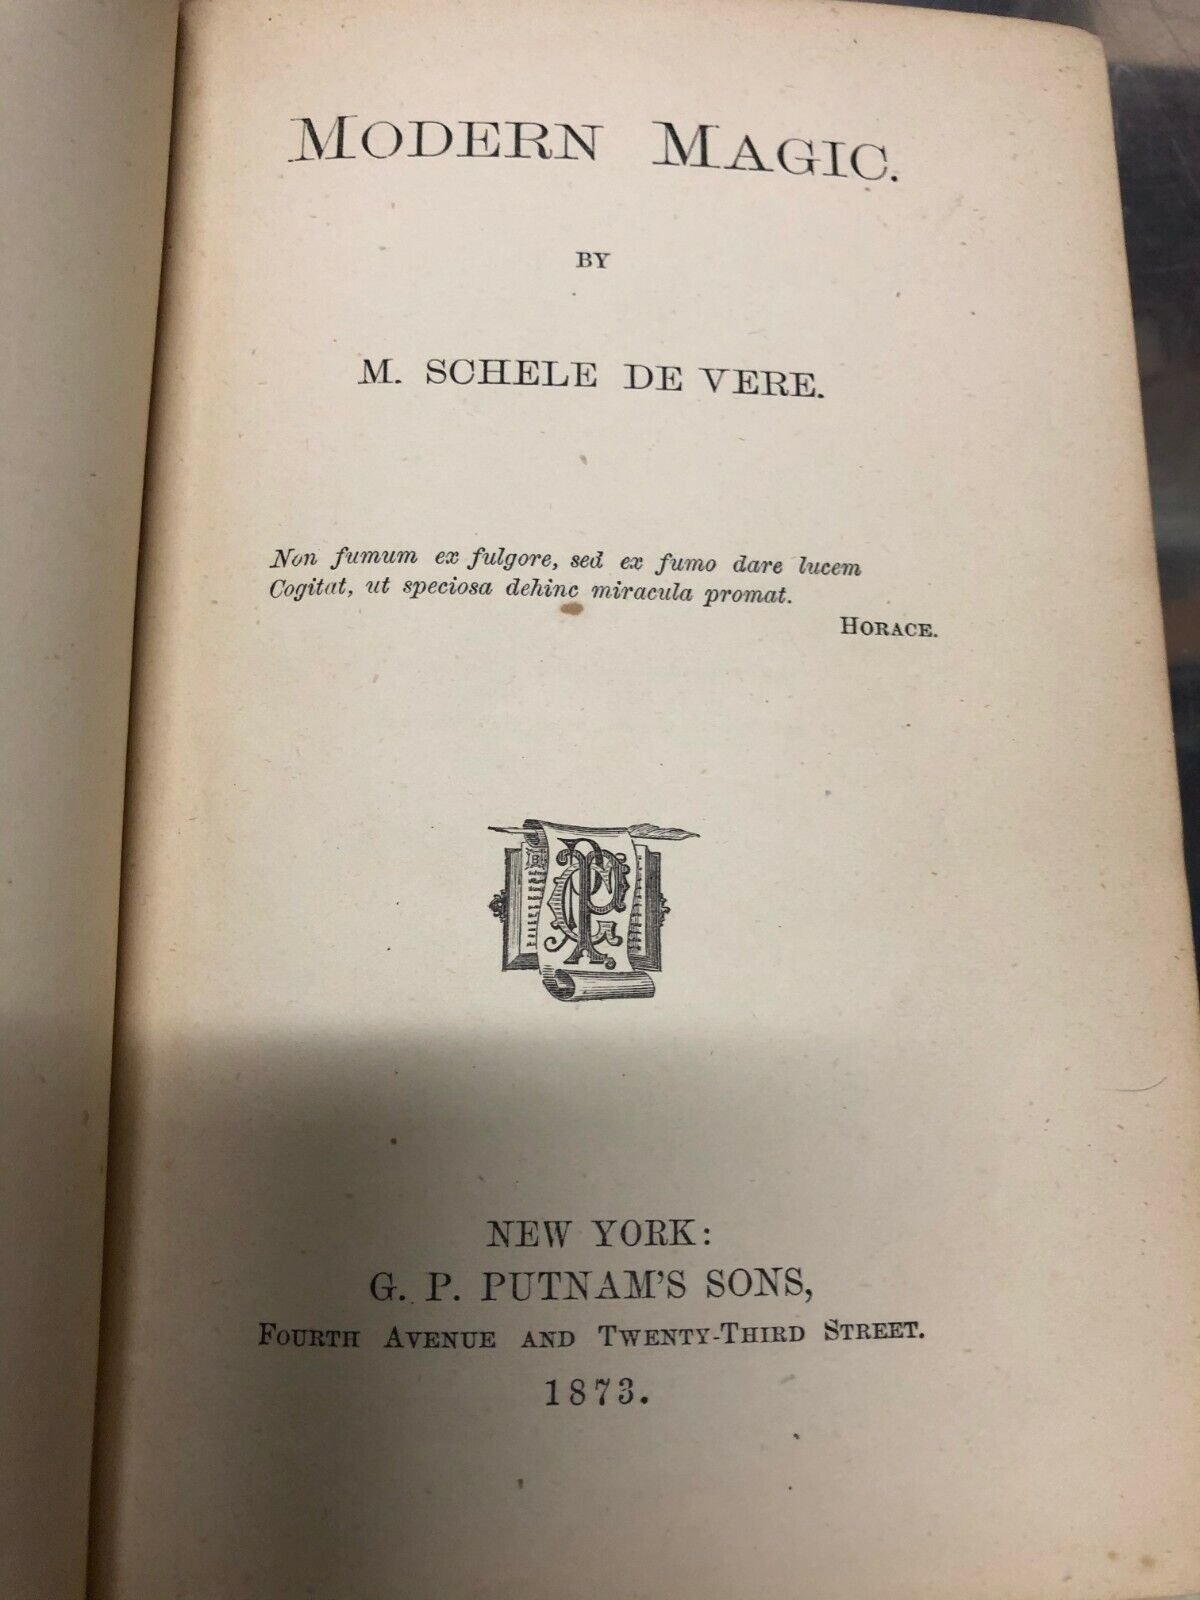 MODERN MAGIC.
BY
M. SCHELE DE VERE.
Non fumum ex fulgore, sed ex fumo dare lucem
Cogitat, ut speciosa dehinc miracula promat.
HORACE.
NEW YORK:
G. P. PUTNAM'S SONS,
FOURTH AVENUE AND TWENTY-THIRD STREET.
1873.